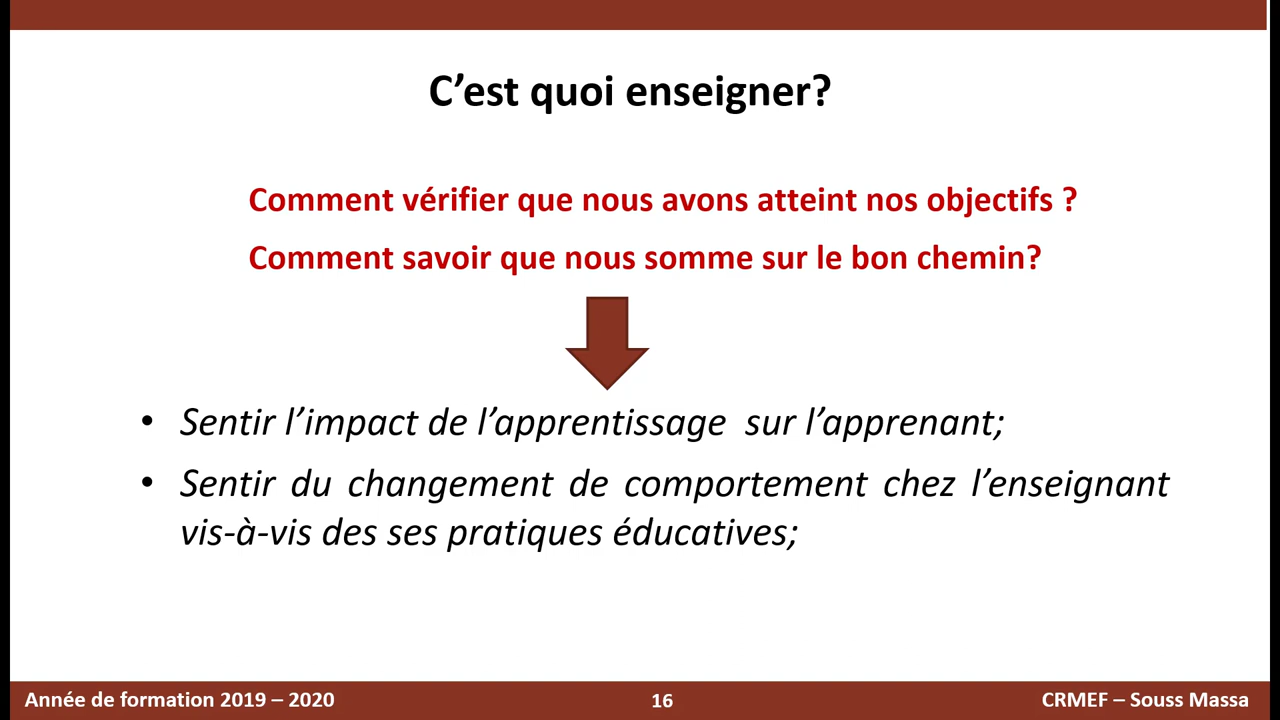 C’est quoi enseigner?
Comment vérifier que nous avons atteint nos objectifs ?
Comment savoir que nous somme sur le bon chemin?
• Sentir l’impact de l’apprentissage sur l’apprenant;
• Sentir du changement de comportement chez l’enseignant
vis-à-vis des ses pratiques éducatives;
Année de formation 2019 – 2020
16
CRMEF – Souss Massa